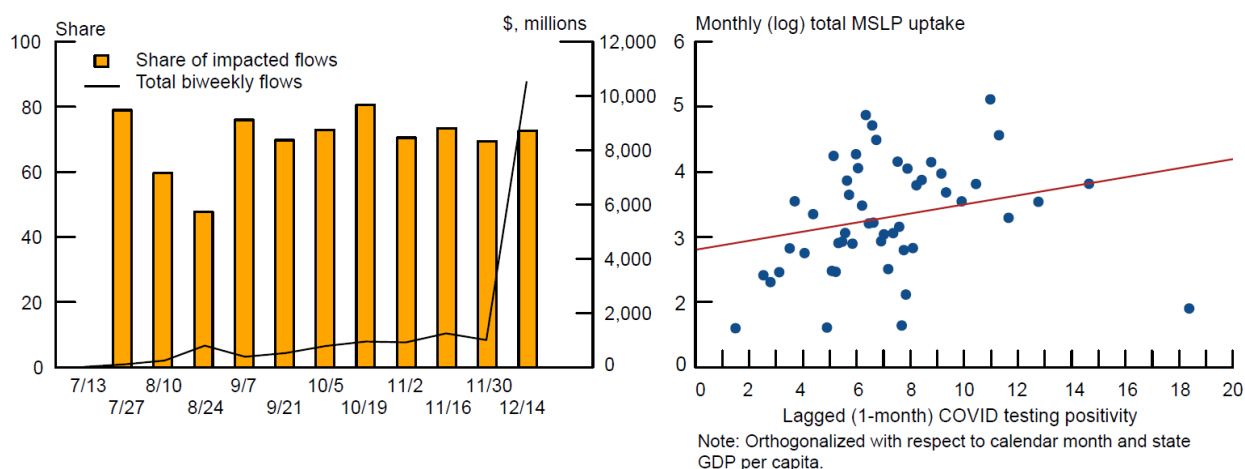 Share
$, millions
100
80
60
40
20
0
Share of impacted flows
Total biweekly flows
12,000
10,000
8,000
6,000
4,000
2,000
0
7/13 8/10 9/7 10/5 11/2 11/30
7/27 8/24 9/21 10/19 11/16 12/14
Monthly (log) total MSLP uptake
6
5
4
3
2
0
0 2 4 6 8 10 12 14 16 18 20
Lagged (1-month) COVID testing positivity
Note: Orthogonalized with respect to calendar month and state
GDP per capita.